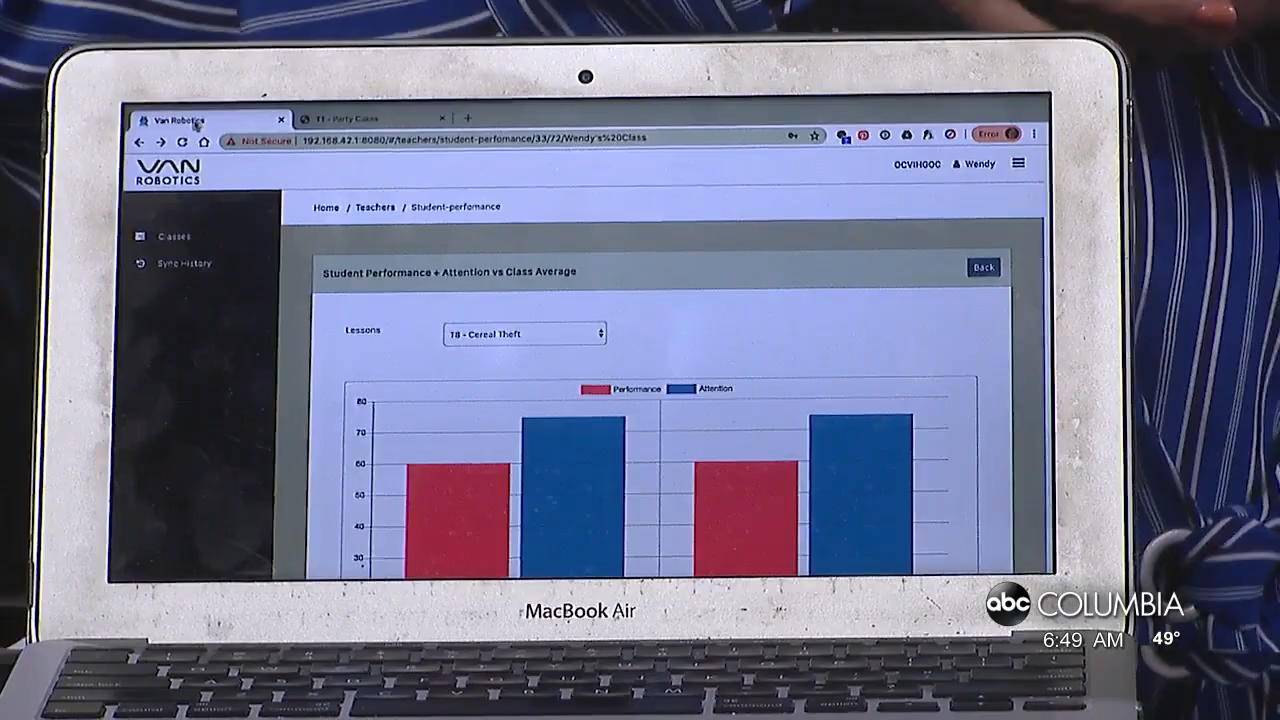 Van Robotics
T1 - Party Cakes
Not Secure | 192.168.42.1:8080/#/teachers/student-perfomance/33/72/Wendy's%20Class
Error
VAN
ROBOTICS
OCVIHGOC
Wendy
Home / Teachers / Student-perfomance
Classes
Sync History
Student Performance + Attention vs Class Average
Back
Lessons
T8 - Cereal Theft
Performance
Attention
80
70
60
50
40
30
MacBook Air
abc COLUMBIA
6:49 AM 49°